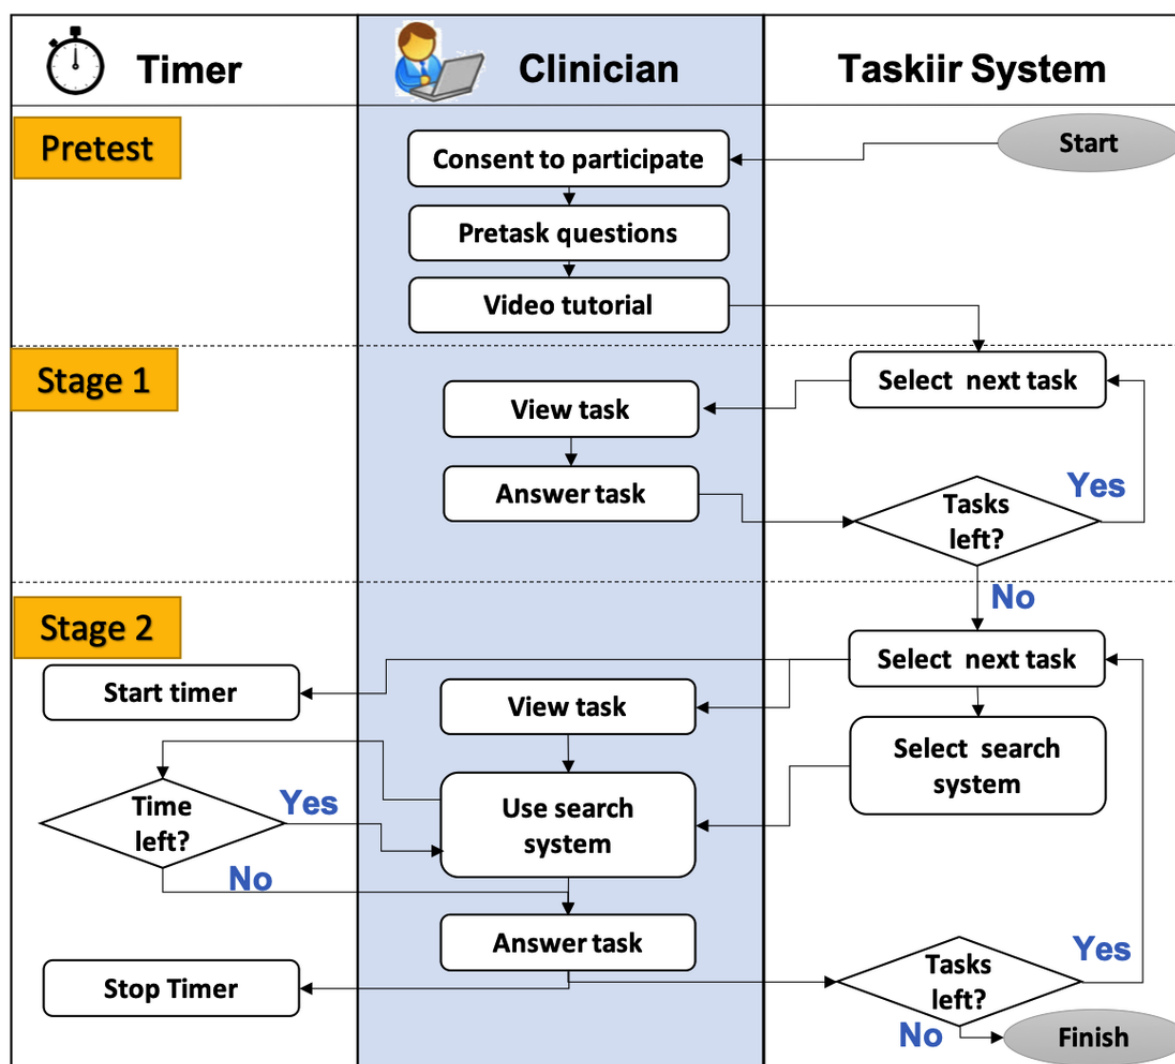 Timer
Clinician
Taskiir System
Pretest
Start
Consent to participate
Pretask questions
Video tutorial
Stage 1
Select next task
View task
Answer task
Tasks
left?
Yes
No
Stage 2
Select next task
Start timer
View task
Select search
system
Time
left?
Yes
Use search
system
No
Answer task
Stop Timer
Tasks
left?
Yes
No
Finish